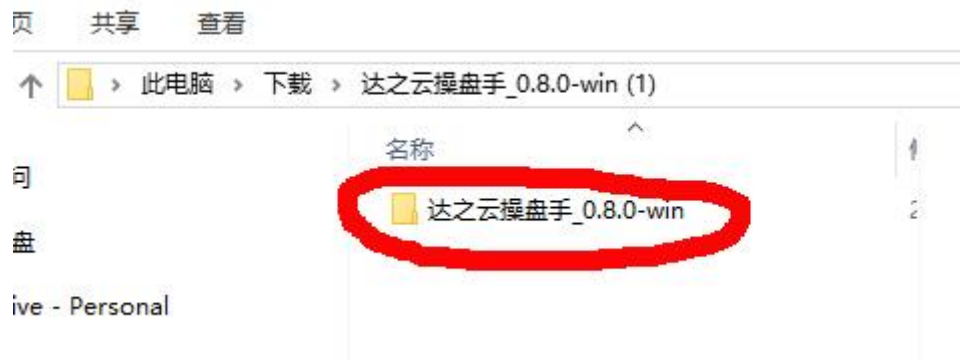 页 共享 查看
此电脑 › 下载 › 达之云操盘手_0.8.0-win (1)
名称
问
达之云操盘手_0.8.0-win
盘
ive - Personal